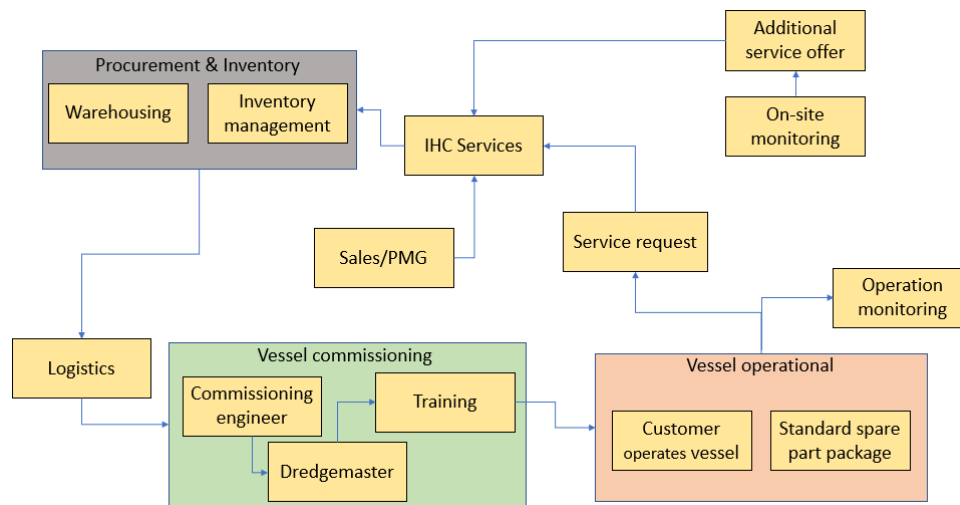 Additional
service offer
Procurement & Inventory
Warehousing
Inventory
management
On-site
monitoring
IHC Services
Sales/PMG
Service request
Operation
monitoring
Logistics
Vessel commissioning
Commissioning
engineer
Training
Dredgemaster
Vessel operational
Customer
operates vessel
Standard spare
part package